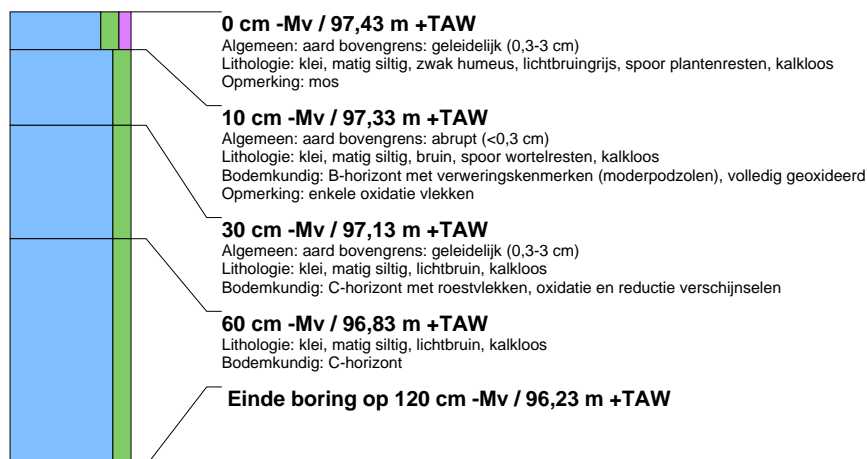 0 cm -Mv / 97,43 m +TAW
Algemeen: aard bovengrens: geleidelijk (0,3-3 cm)
Lithologie: klei, matig siltig, zwak humeus, lichtbruingrijs, spoor plantenresten, kalkloos
Opmerking: mos
10 cm -Mv / 97,33 m +TAW
Algemeen: aard bovengrens: abrupt (<0,3 cm)
Lithologie: klei, matig siltig, bruin, spoor wortelresten, kalkloos
Bodemkundig: B-horizont met verweringskenmerken (moderpodzolen), volledig geoxideerd
Opmerking: enkele oxidatie vlekken
30 cm -Mv / 97,13 m +TAW
Algemeen: aard bovengrens: geleidelijk (0,3-3 cm)
Lithologie: klei, matig siltig, lichtbruin, kalkloos
Bodemkundig: C-horizont met roestvlekken, oxidatie en reductie verschijnselen
60 cm -Mv / 96,83 m +TAW
Lithologie: klei, matig siltig, lichtbruin, kalkloos
Bodemkundig: C-horizont
Einde boring op 120 cm -Mv / 96,23 m +TAW